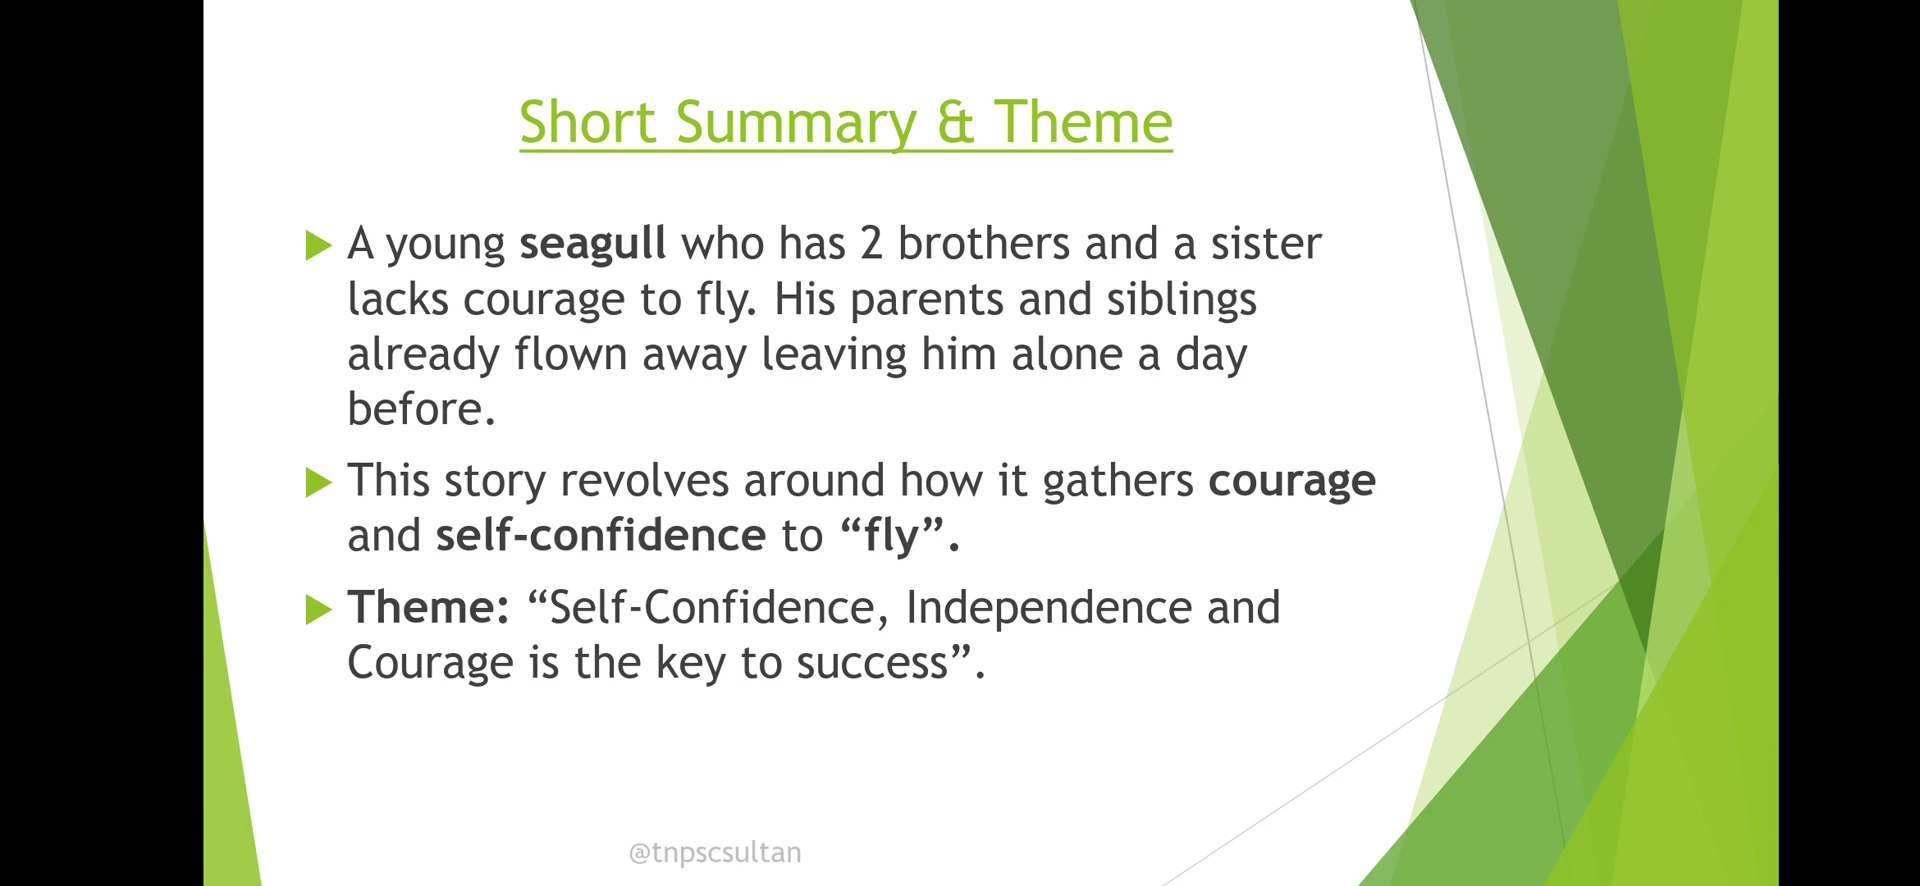 Short Summary & Theme
A young seagull who has 2 brothers and a sister
lacks courage to fly. His parents and siblings
already flown away leaving him alone a day
before.
This story revolves around how it gathers courage
and self-confidence to “fly”.
Theme: “Self-Confidence, Independence and
Courage is the key to success”.
@tnpscsultan